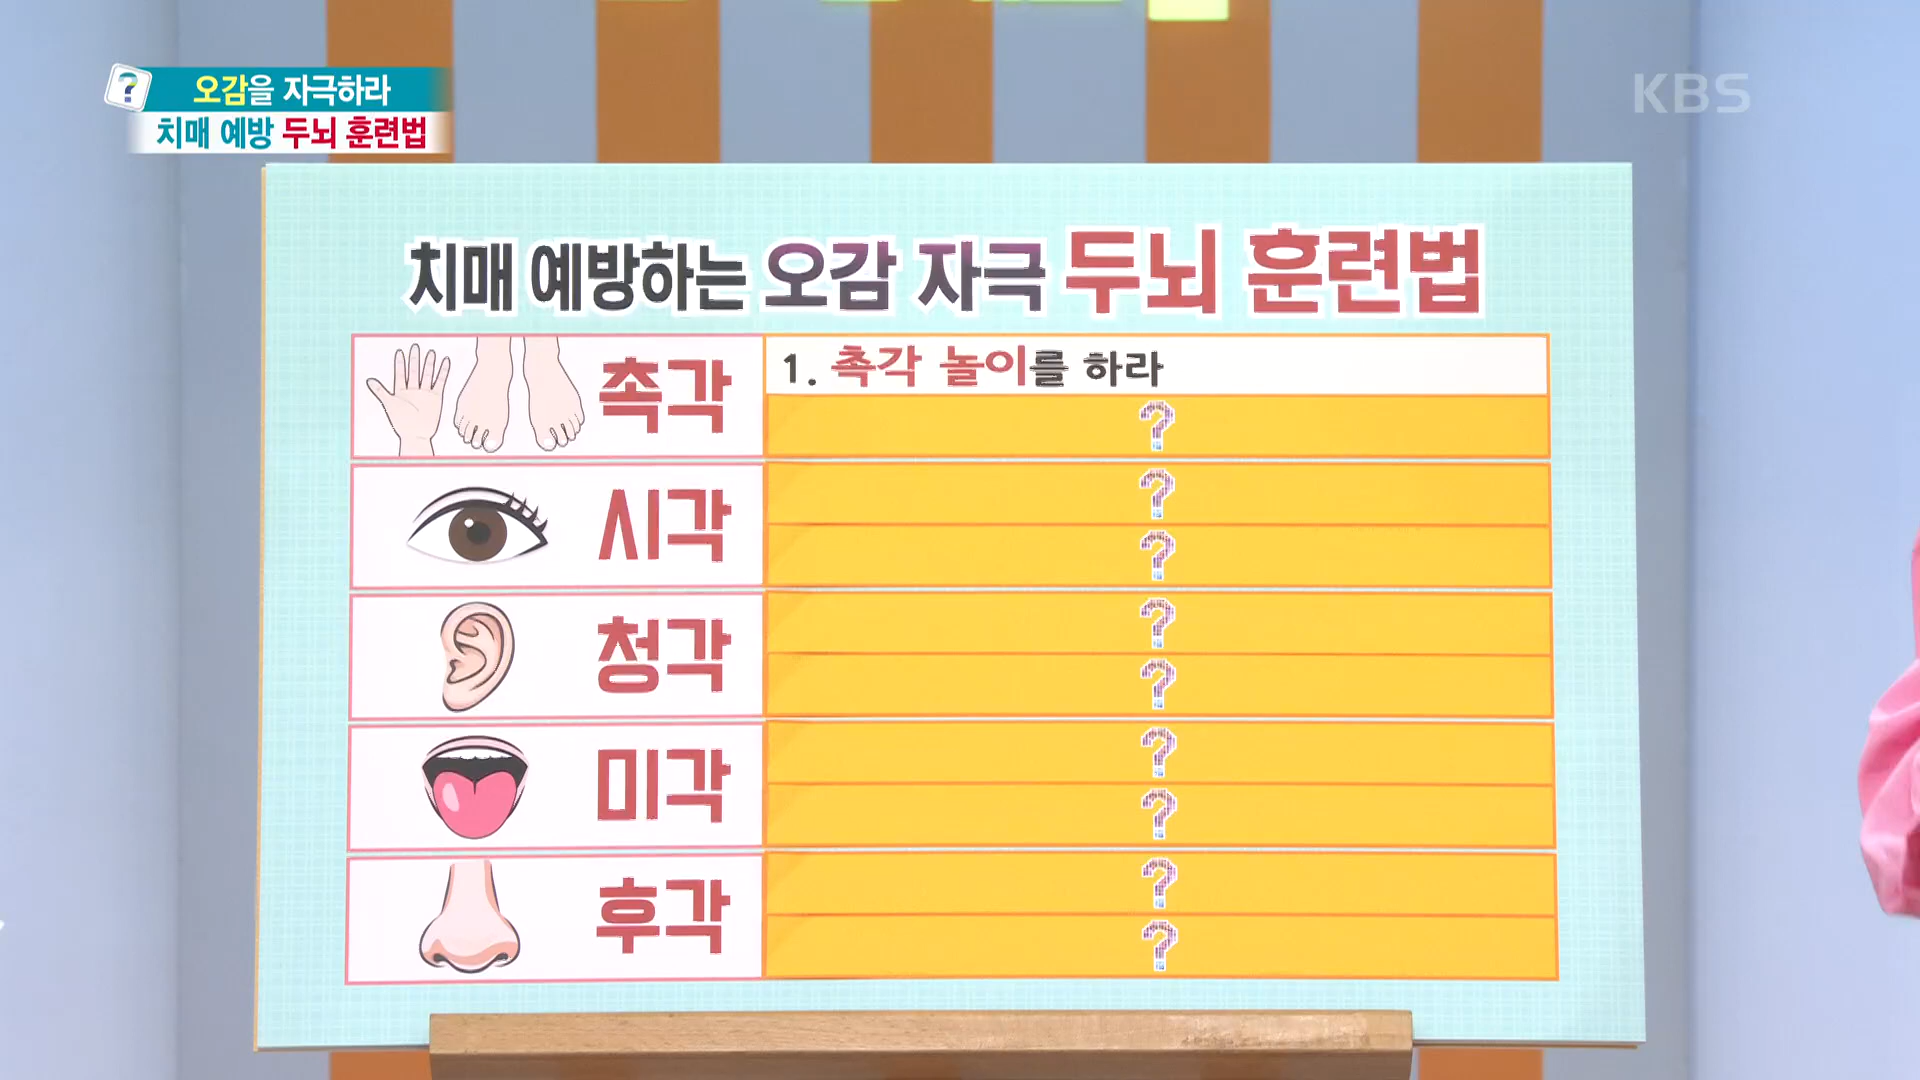 ? 오감을 자극하라
치매 예방 두뇌 훈련법
KBS
치매 예방하는 오감 자극 두뇌 훈련법
촉각
1. 촉각 놀이를 하라
?
시각
?
?
청각
?
?
미각
?
?
후각
?
?